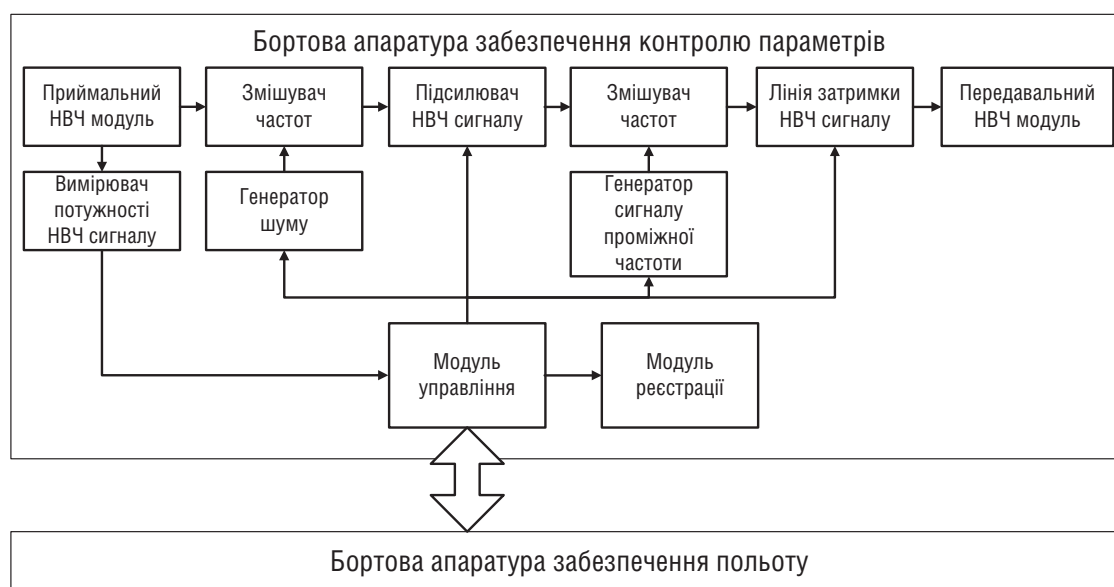 Бортова апаратура забезпечення контролю параметрів
Приймальний
НВЧ модуль
Змішувач
частот
Підсилювач
НВЧ сигналу
Змішувач
частот
Лінія затримки
НВЧ сигналу
Передавальний
НВЧ модуль
Вимірювач
потужності
НВЧ сигналу
Генератор
шуму
Генератор
сигналу
проміжної
частоти
Модуль
управління
Модуль
реєстрації
Бортова апаратура забезпечення польоту